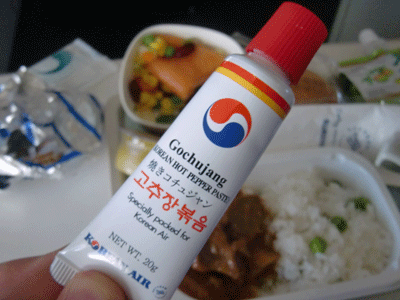 Gochujang
KOREAN HOT PEPPER PASTE
焼きコチュジャン
고추장볶음
Specially packed for
Korean Air
NET WT. 20g
KOREAN AIR